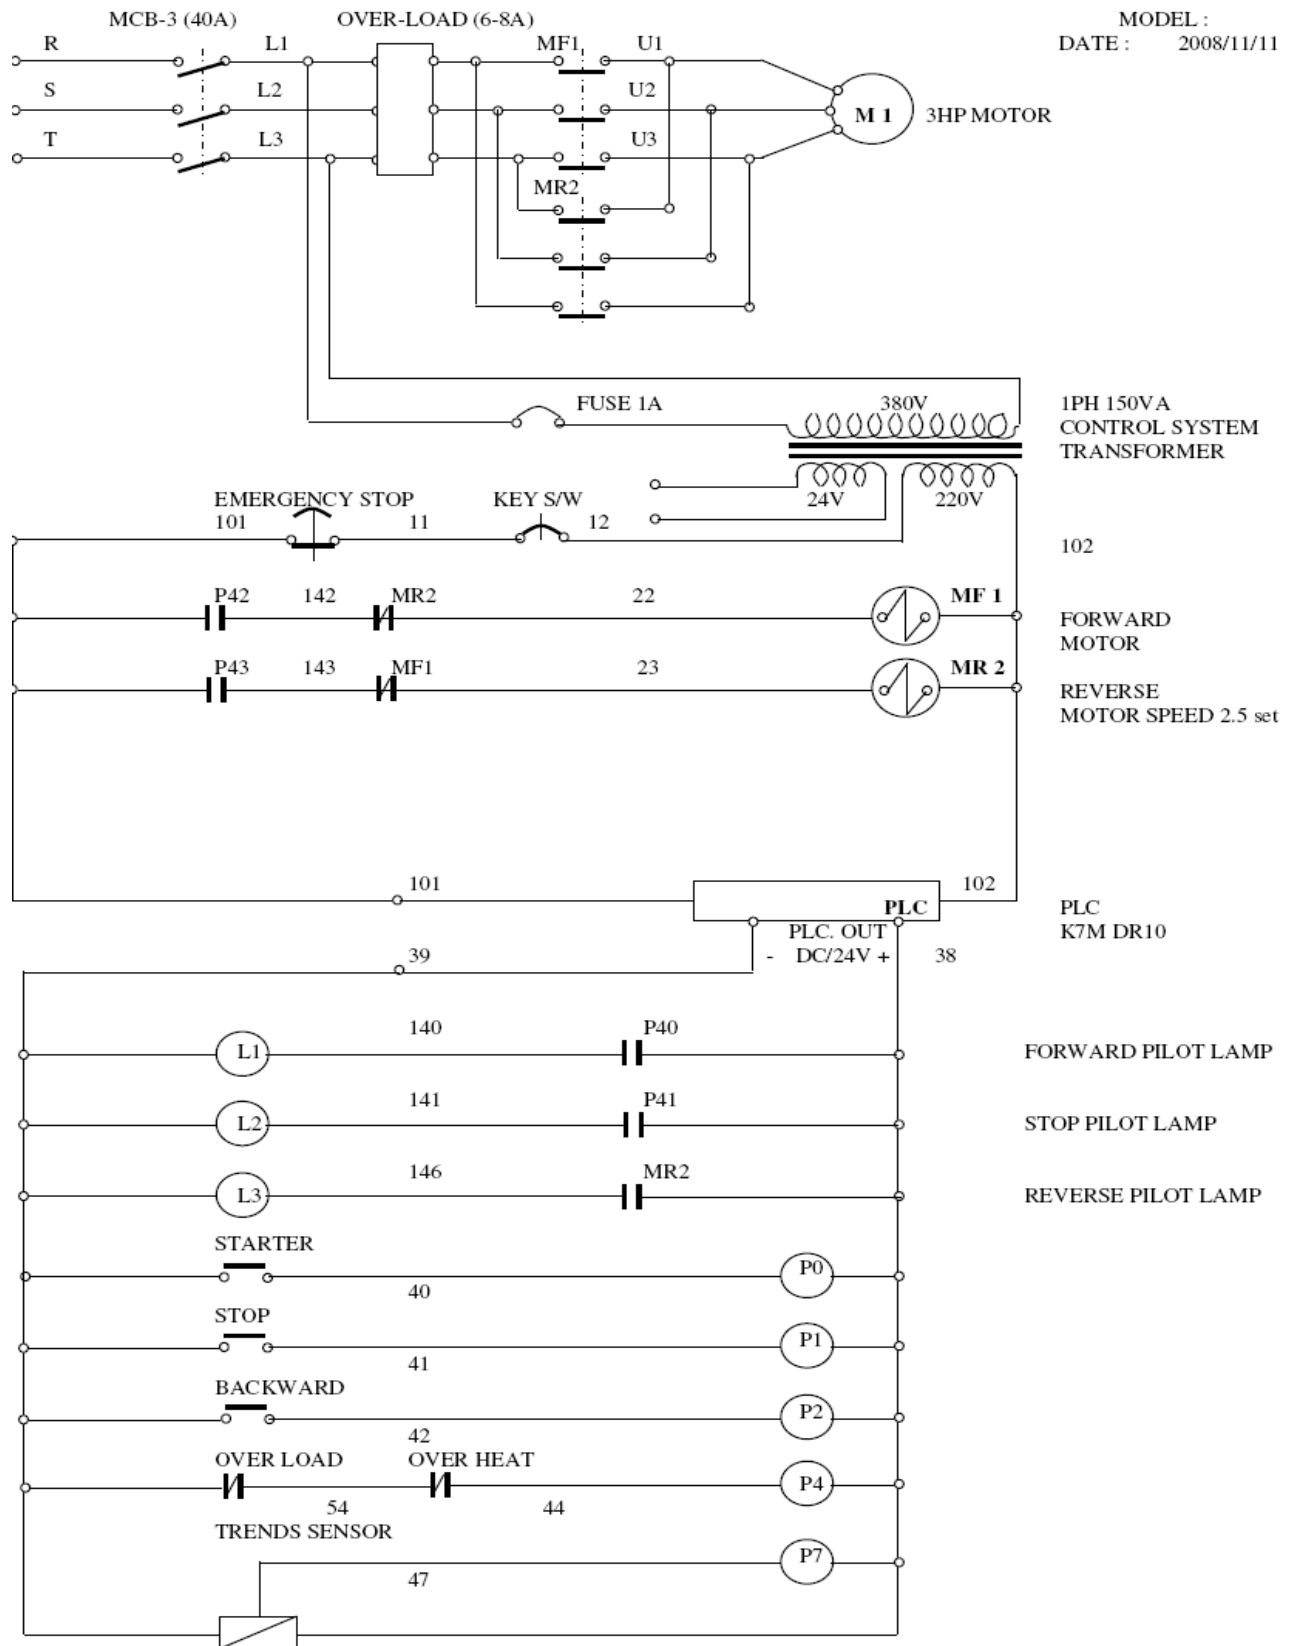 MCB-3 (40A) OVER-LOAD (6-8A) MODEL :
R L1 MF1 U1 DATE : 2008/11/11
S L2 U2
M 1 3HP MOTOR
T L3 U3
MR2
FUSE 1A 380V 1PH 150VA
CONTROL SYSTEM
TRANSFORMER
EMERGENCY STOP KEY S/W 24V 220V
101 11 12
102
P42 142 MR2 22 MF 1
FORWARD
MOTOR
P43 143 MF1 23 MR 2
REVERSE
MOTOR SPEED 2.5 set
101 102
PLC PLC
PLC. OUT K7M DR10
39 - DC/24V + 38
140 P40
L1 FORWARD PILOT LAMP
141 P41
L2 STOP PILOT LAMP
146 MR2
L3 REVERSE PILOT LAMP
STARTER
P0
40
STOP
P1
41
BACKWARD
P2
42
OVER LOAD OVER HEAT
P4
54 44
TRENDS SENSOR
P7
47